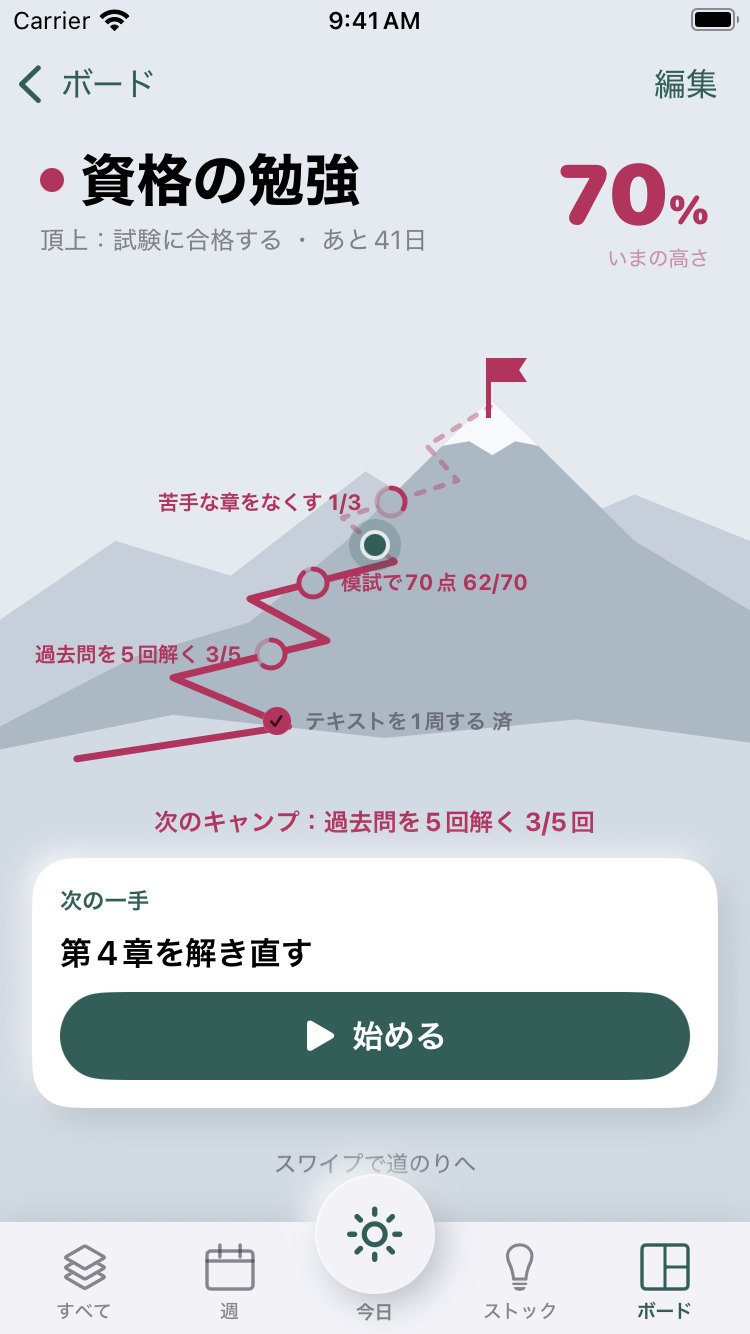 Carrier 9:41 AM
ボード 編集
資格の勉強 70%
頂上：試験に合格する ・ あと41日 いまの高さ
苦手な章をなくす 1/3
模試で70点 62/70
過去問を5回解く 3/5
テキストを1周する 済
次のキャンプ：過去問を5回解く 3/5回
次の一手
第4章を解き直す
始める
スワイプで道のりへ
すべて 週 今日 ストック ボード